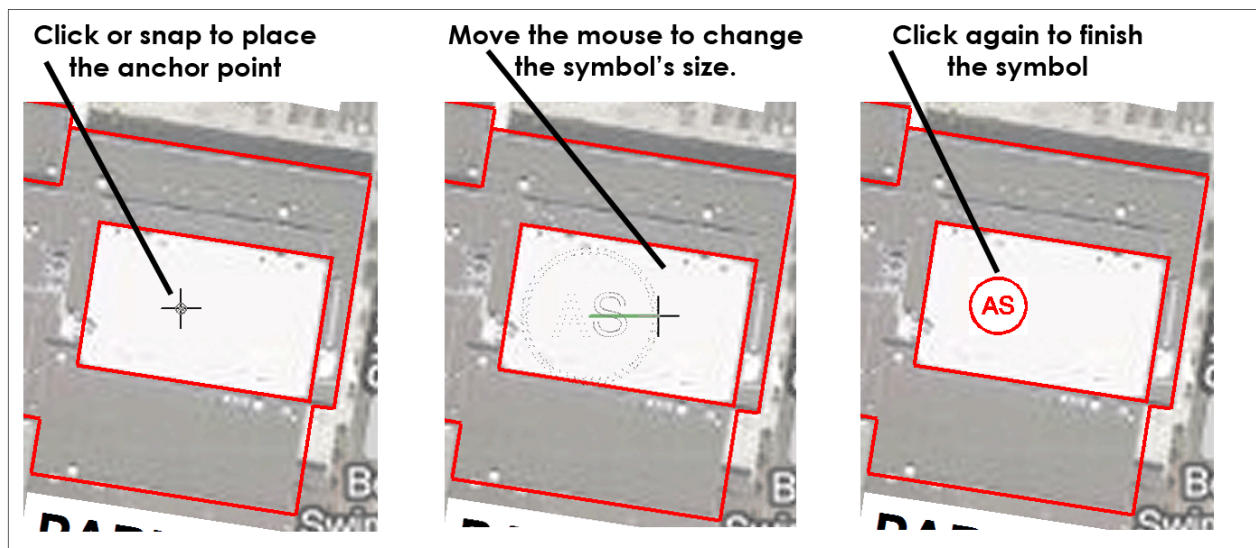 Click or snap to place
the anchor point
Move the mouse to change
the symbol’s size.
Click again to finish
the symbol
AS
AS